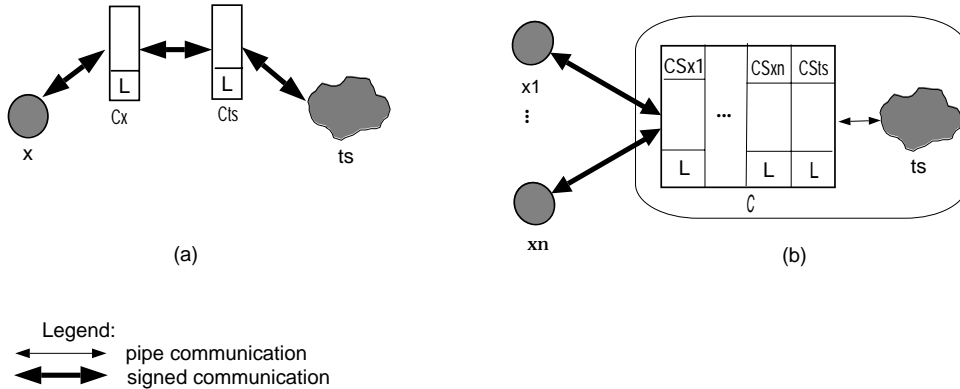 L
L
Cx
Cts
x
ts
(a)
CSx1
CSxn
CSts
x1
...
...
ts
L
L
L
C
xn
(b)
Legend:
pipe communication
signed communication